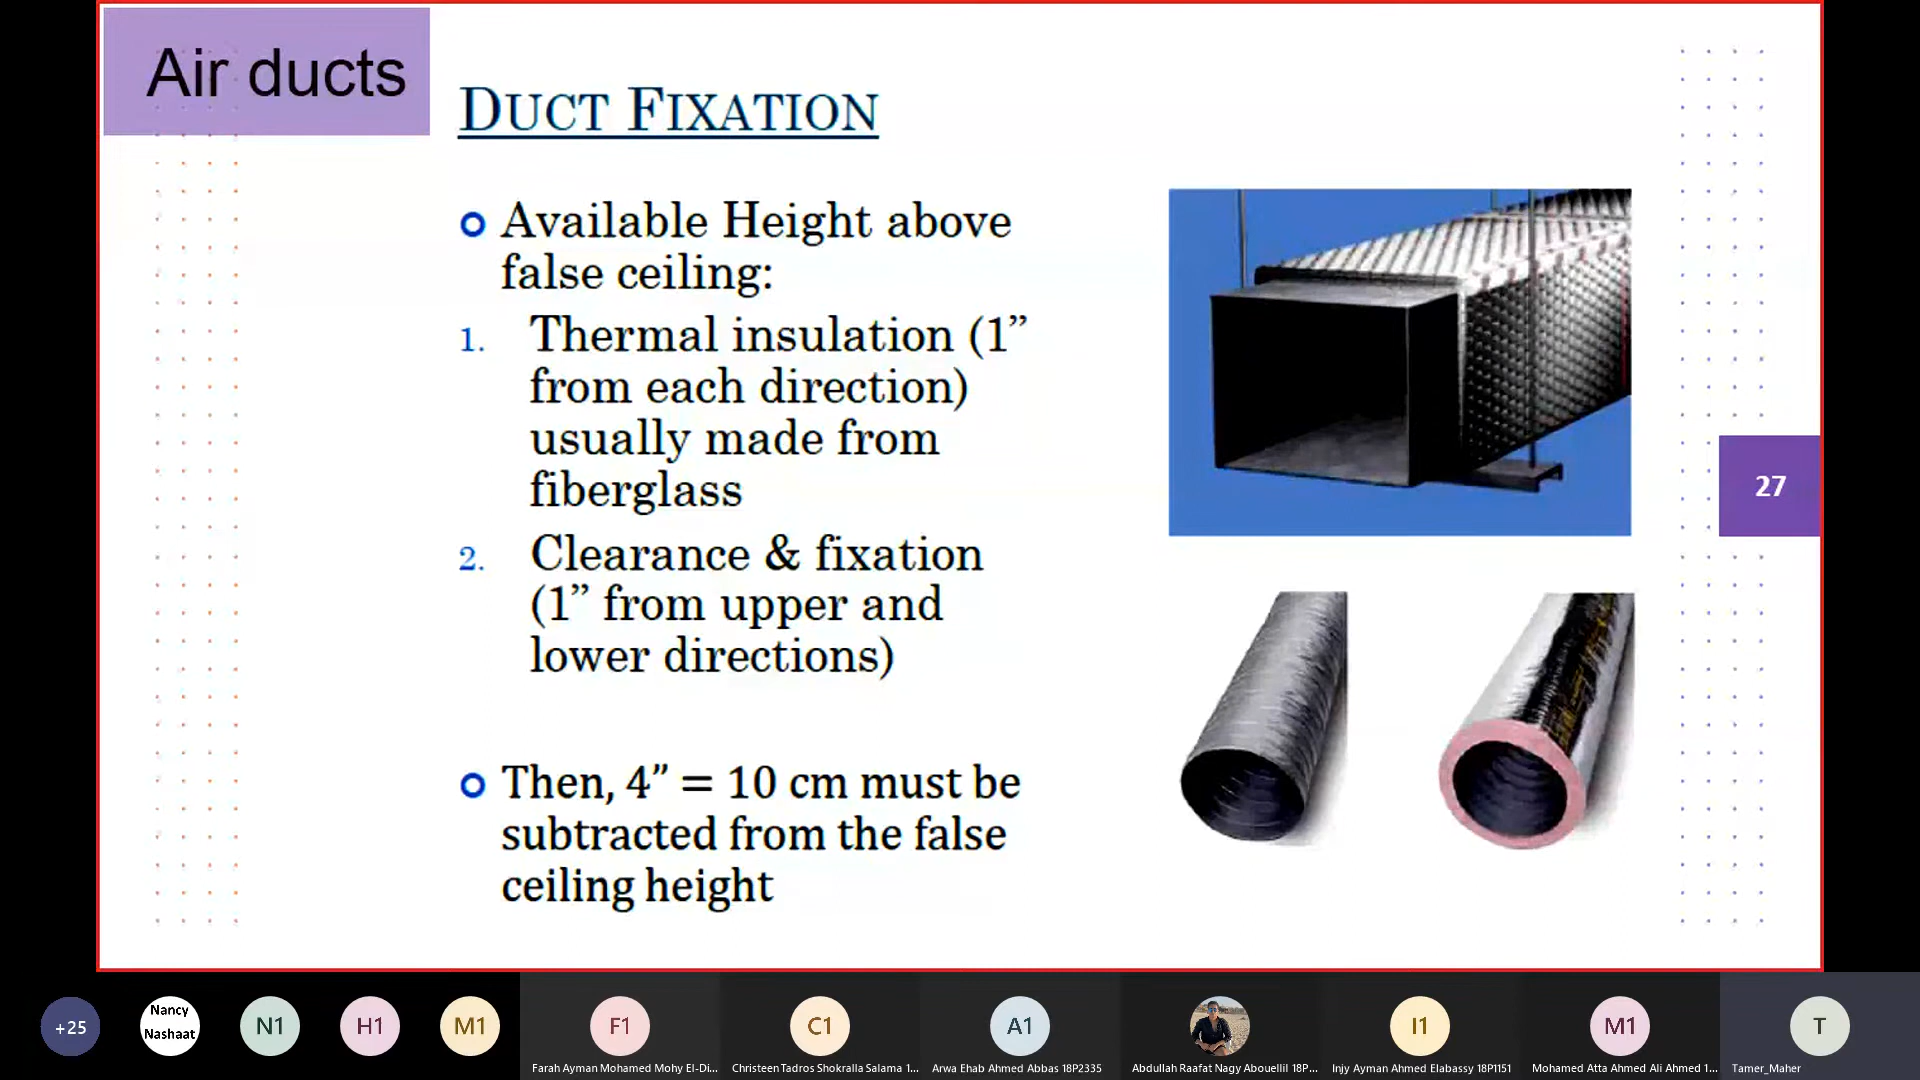 Air ducts
DUCT FIXATION
Available Height above
false ceiling:
1. Thermal insulation (1”
from each direction)
usually made from
fiberglass
2. Clearance & fixation
(1” from upper and
lower directions)
Then, 4” = 10 cm must be
subtracted from the false
ceiling height
27
+25
Nancy
Nashaat
N1
H1
M1
F1
C1
A1
I1
M1
T
Farah Ayman Mohamed Mohy El-Di...
Christeen Tadros Shokralla Salama 1...
Arwa Ehab Ahmed Abbas 18P2335
Abdullah Raafat Nagy Abouellil 18P...
Injy Ayman Ahmed Elabassy 18P1151
Mohamed Atta Ahmed Ali Ahmed 1...
Tamer_Maher